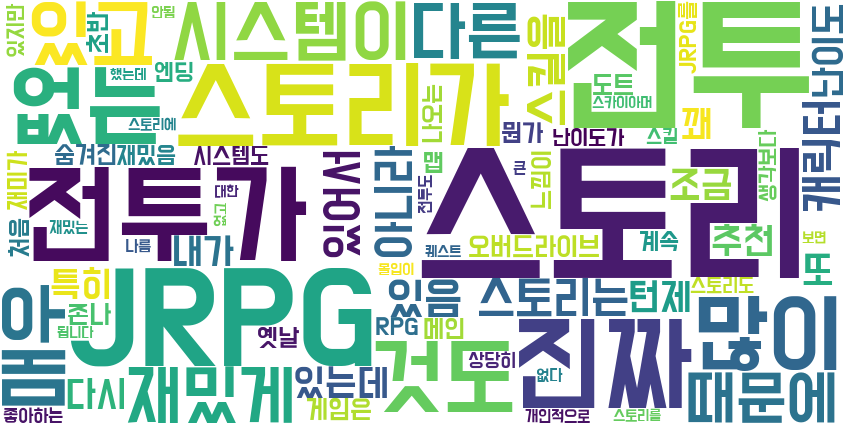 있지만 있고 초반 안됨 시스템이 다른 전투 JRPG를 난이도
했는데 엔딩 없는 스토리가 나오는 스킬을 도트 스카이아머 꽤
스토리에 뭔가 난이도가 스킬 캐릭터
숨겨진재밌음 시스템도 맵 느낌이 큰 생각보다
재미가 전투가 대한 없고 있어서 아니라 전투도 스토리 조금
처음 재밌는 나름 내가 퀘스트 오버드라이브 계속 추천 보면 또
특히 JRPG 몰입이 있음 스토리는 턴제 스토리도
매우 존나 됩니다 옛날 RPG 메인 진짜 많이
다시 재밌게 있는데 것도 상당히 없다 때문에
좋아하는 게임은 개인적으로 스토리를